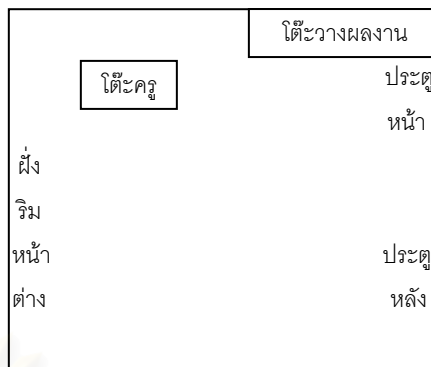 โต๊ะวางผลงาน
โต๊ะครู
ประตู
หน้า
ฝั่ง
ริม
หน้า
ต่าง
ประตู
หลัง